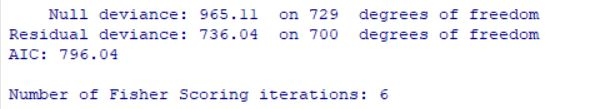 Null deviance: 965.11 on 729 degrees of freedom
Residual deviance: 736.04 on 700 degrees of freedom
AIC: 796.04
Number of Fisher Scoring iterations: 6